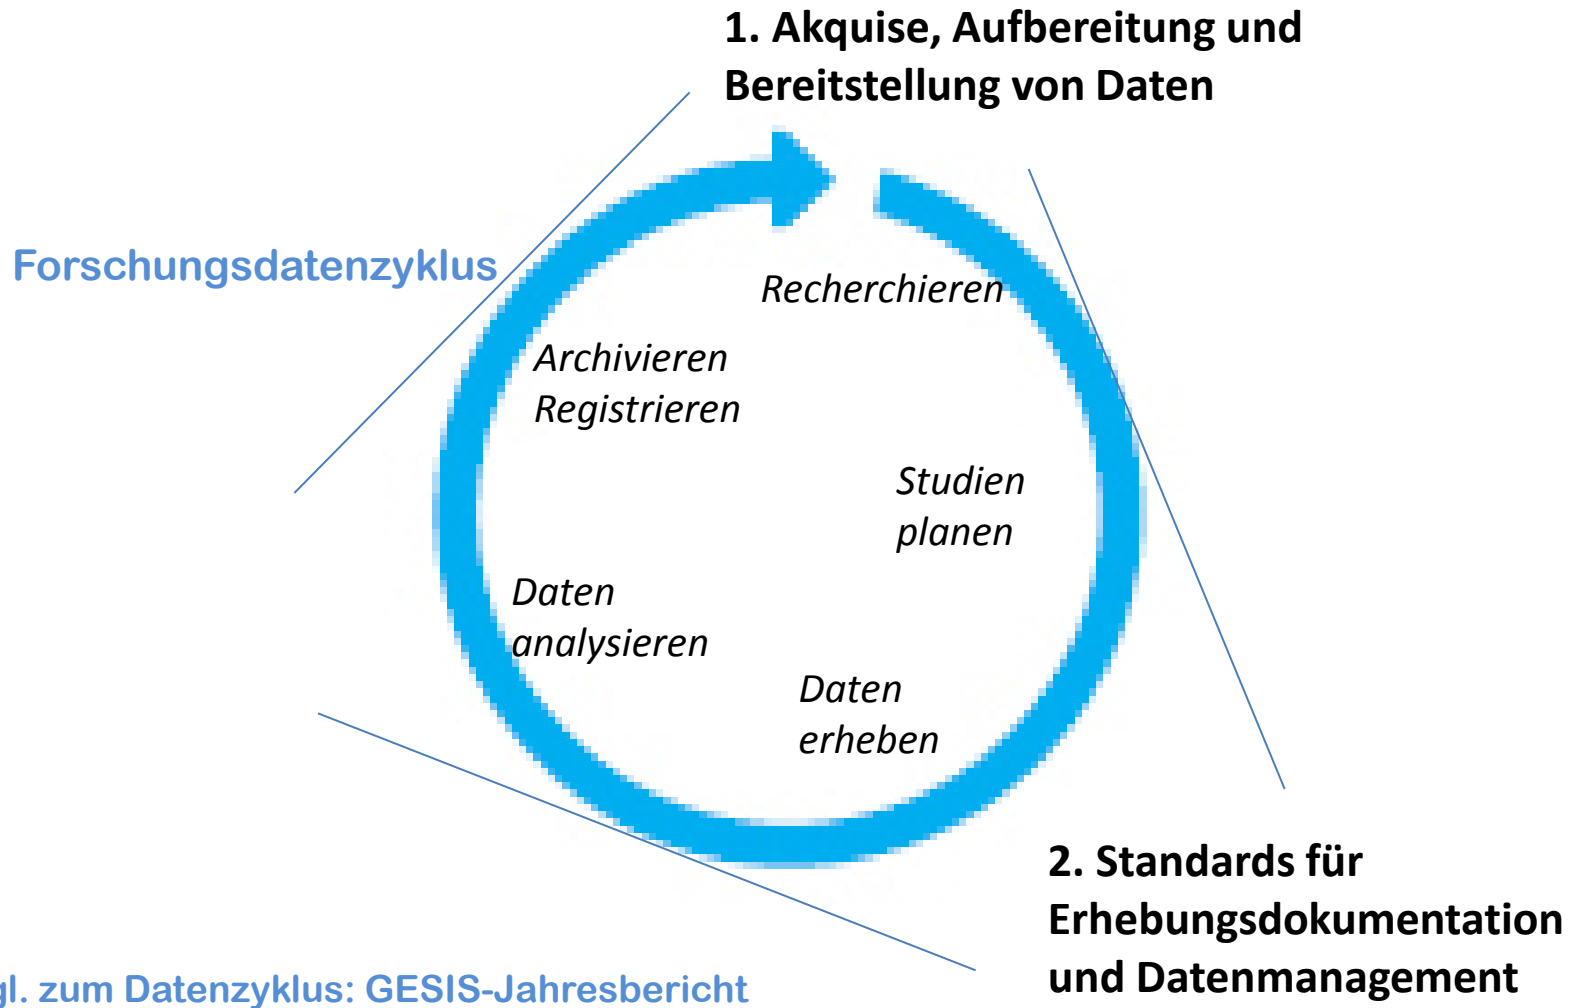 1. Akquise, Aufbereitung und
Bereitstellung von Daten
Forschungsdatenzyklus
Recherchieren
Archivieren
Registrieren
Studien
planen
Daten
analysieren
Daten
erheben
2. Standards für
Erhebungsdokumentation
und Datenmanagement
gl. zum Datenzyklus: GESIS-Jahresbericht